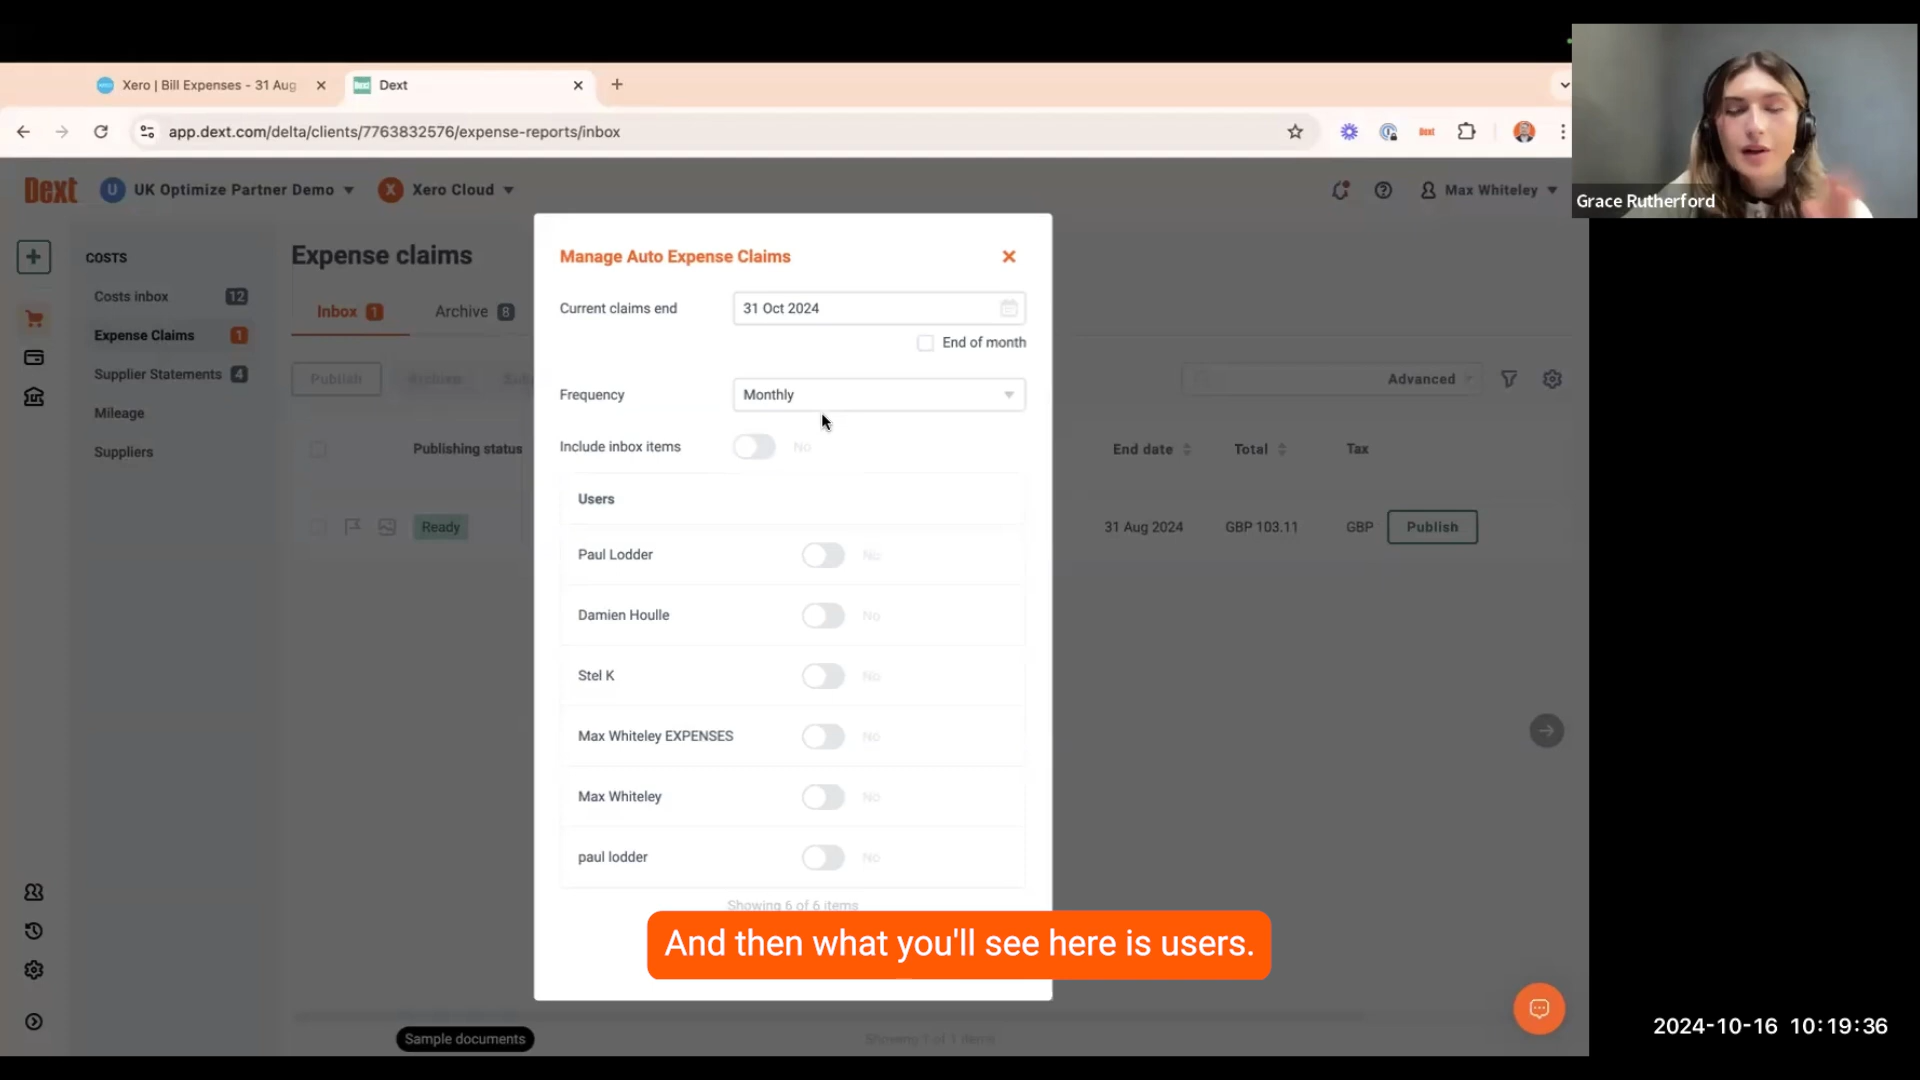 Xero | Bill Expenses - 31 Aug
Dext
app.dext.com/delta/clients/7763832576/expense-reports/inbox
Dext
Grace Rutherford
Dext
U
UK Optimize Partner Demo
X
Xero Cloud
Max Whiteley
COSTS
Costs inbox 12
Expense Claims 1
Supplier Statements 4
Mileage
Suppliers
Expense claims
Inbox 1
Archive 8
Publish
Archive
Advanced
Publishing status
End date
Total
Tax
Ready
31 Aug 2024
GBP 103.11
GBP
Publish
Manage Auto Expense Claims
Current claims end
31 Oct 2024
End of month
Frequency
Monthly
Include inbox items
No
Users
Paul Lodder
No
Damien Houlle
No
Stel K
No
Max Whiteley EXPENSES
No
Max Whiteley
No
paul lodder
No
Showing 6 of 6 items
And then what you'll see here is users.
Sample documents
Showing 1 of 1 items
2024-10-16 10:19:36